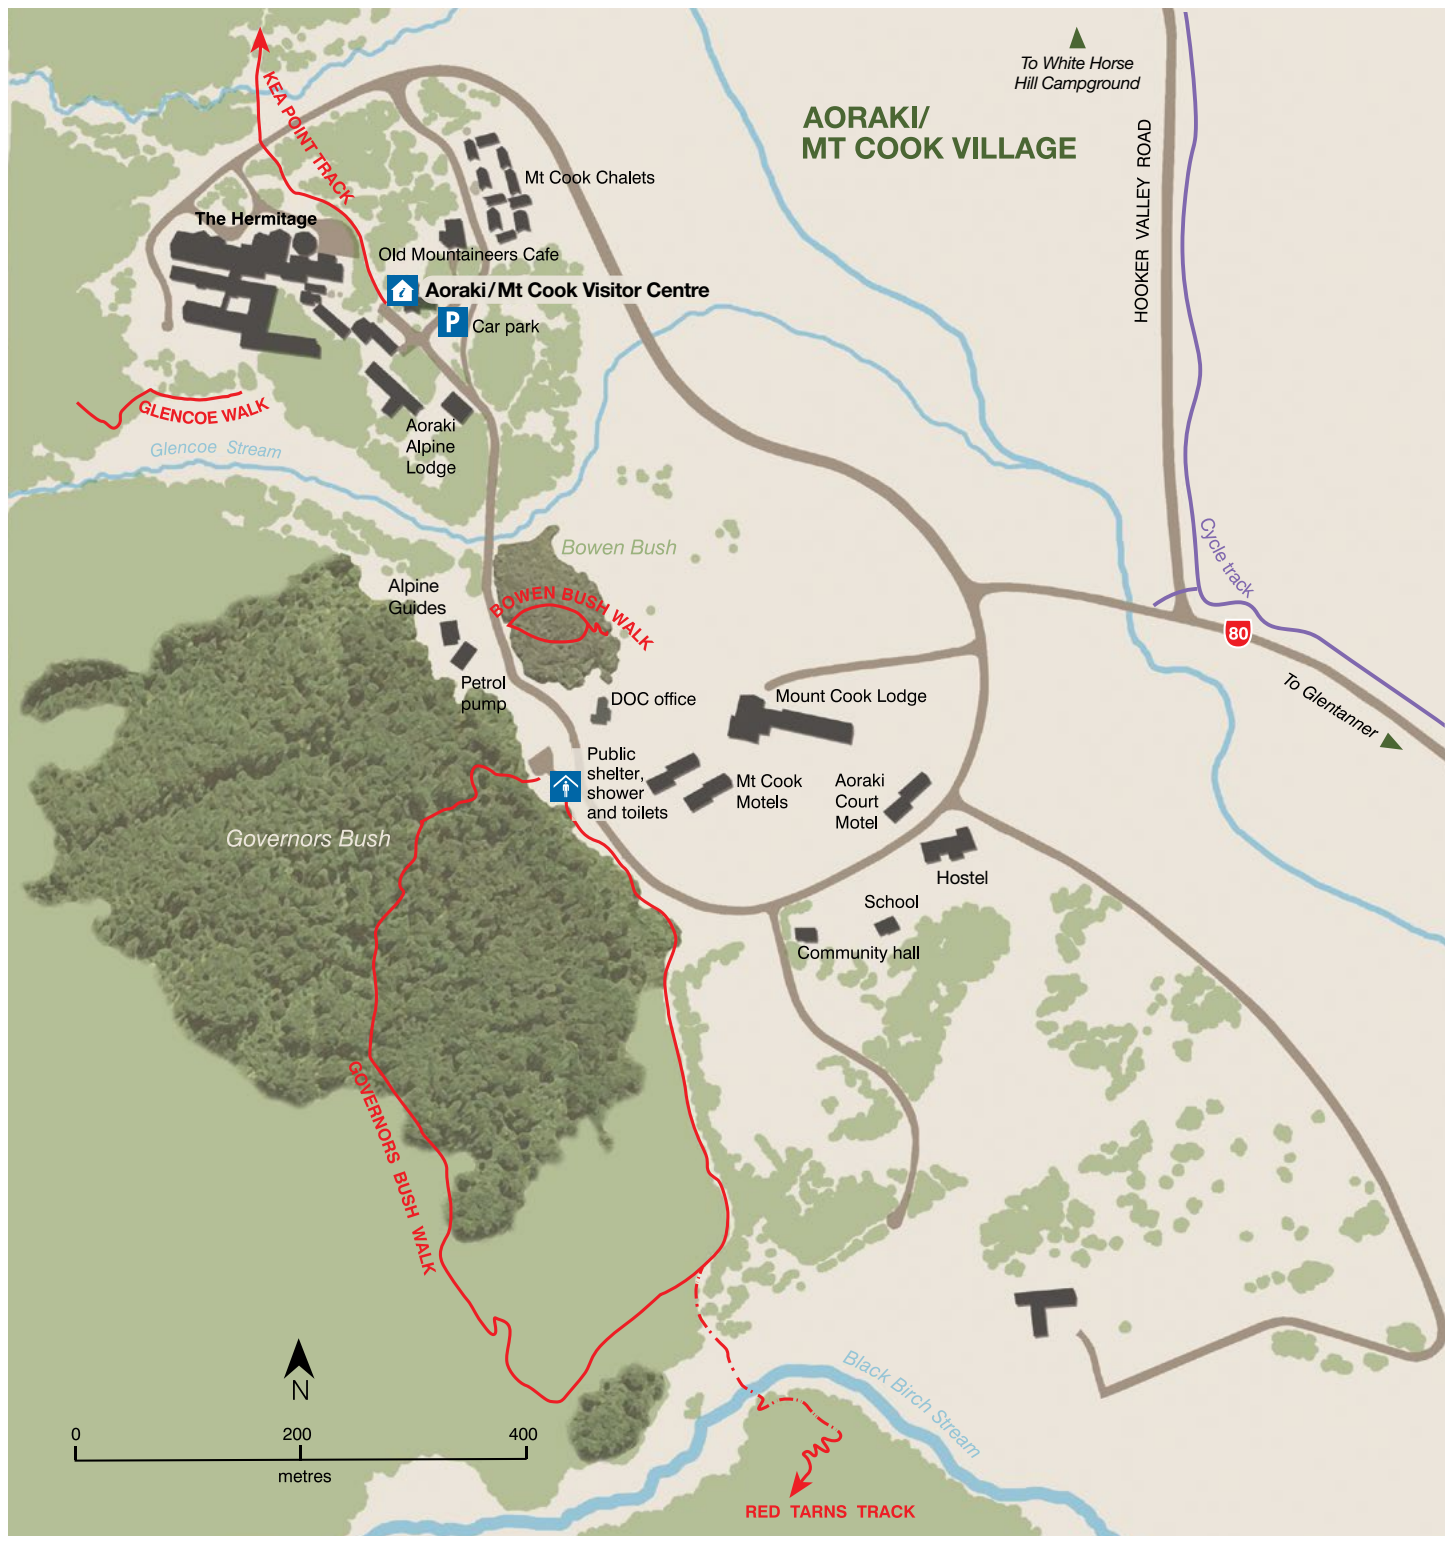 To White Horse
Hill Campground
AORAKI/
MT COOK VILLAGE
HOOKER VALLEY ROAD
KEA POINT TRACK
Mt Cook Chalets
The Hermitage
Old Mountaineers Cafe
Aoraki/Mt Cook Visitor Centre
P
Car park
GLENCOE WALK
Aoraki
Alpine
Lodge
Glencoe Stream
Bowen Bush
Cycle track
Alpine
Guides
BOWEN BUSH WALK
80
Petrol
pump
DOC office
Mount Cook Lodge
To Glentanner
Public
shelter,
shower
and toilets
Mt Cook
Motels
Aoraki
Court
Motel
Governors Bush
Hostel
School
Community hall
GOVERNORS BUSH WALK
Black Birch Stream
N
0 200 400
metres
RED TARNS TRACK